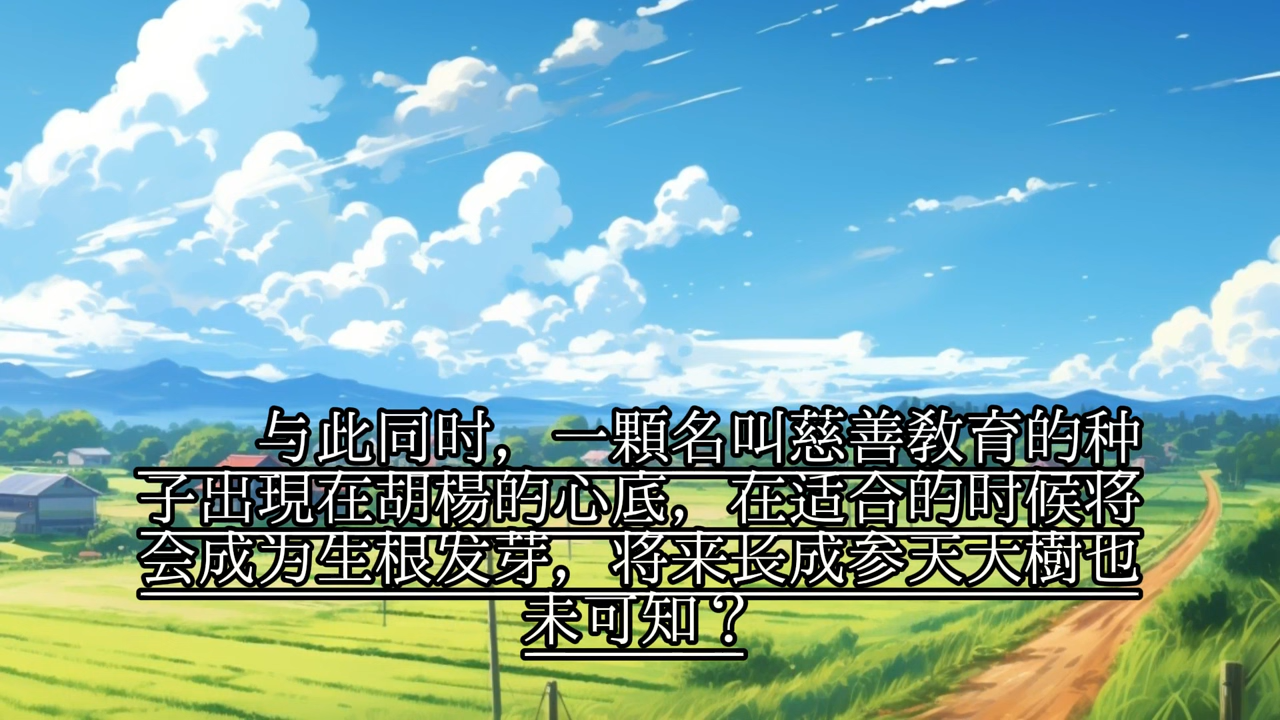 与此同时，一顆名叫慈善教育的种
子出現在胡楊的心底，在适合的时候将
会成为生根发芽，将来长成参天大樹也
未可知？